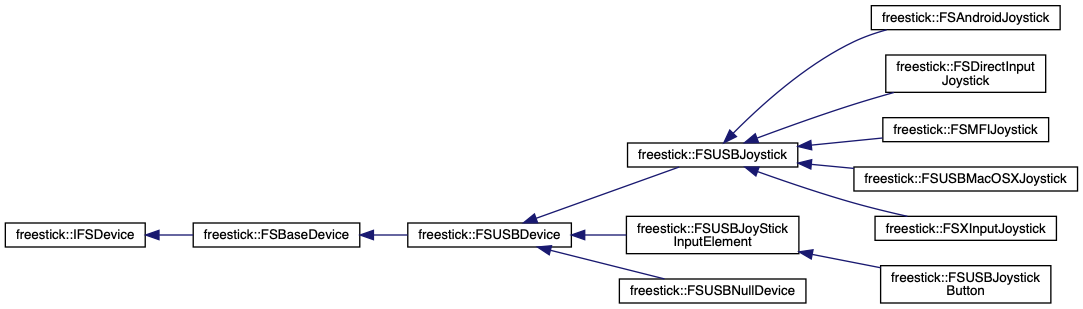 freestick::FSAndroidJoystick
freestick::FSDirectInput
Joystick
freestick::FSMFIJoystick
freestick::FSUSBJoystick
freestick::FSUSBMacOSXJoystick
freestick::FSXInputJoystick
freestick::IFSDevice
freestick::FSBaseDevice
freestick::FSUSBDevice
freestick::FSUSBJoyStick
InputElement
freestick::FSUSBJoystick
Button
freestick::FSUSBNullDevice